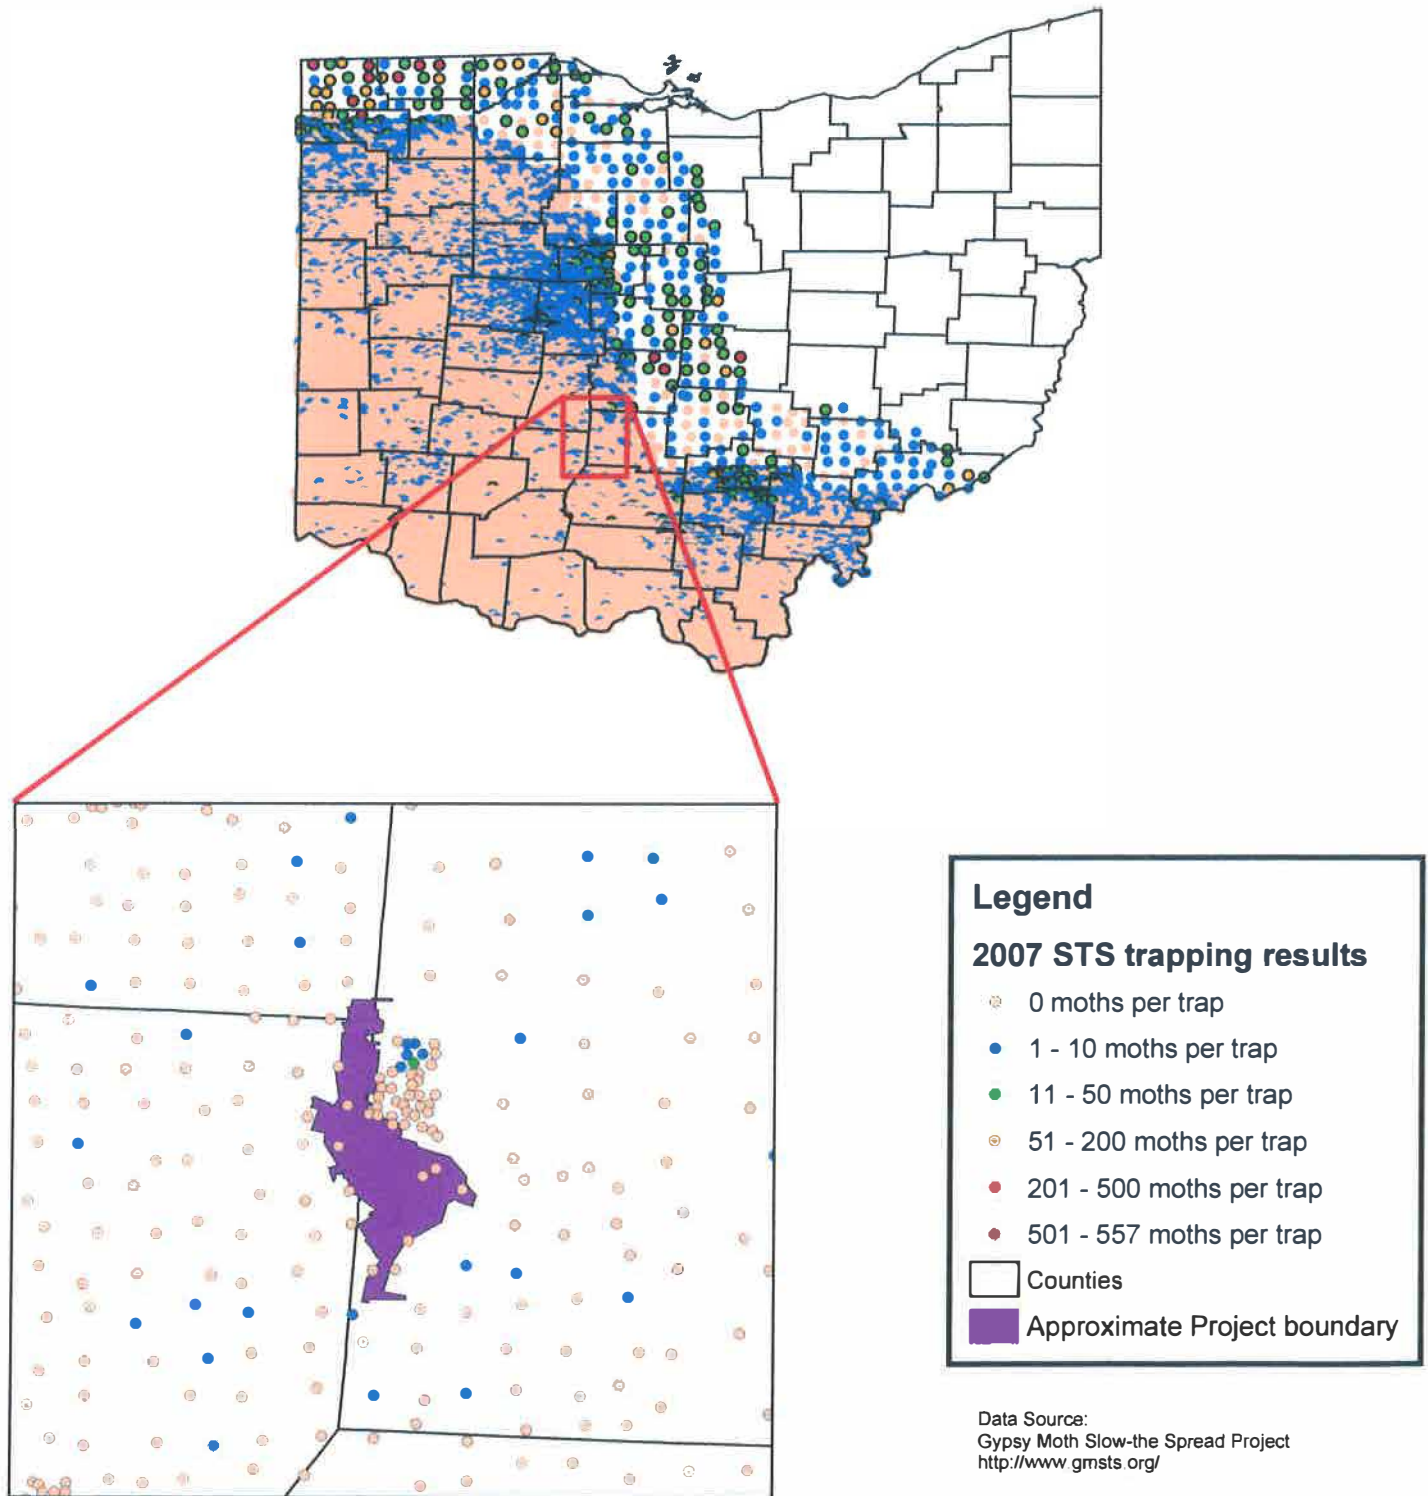 Legend
2007 STS trapping results
0 moths per trap
1 - 10 moths per trap
11 - 50 moths per trap
51 - 200 moths per trap
201 - 500 moths per trap
501 - 557 moths per trap
Counties
Approximate Project boundary
Data Source:
Gypsy Moth Slow-the Spread Project
http://www.gmsts.org/